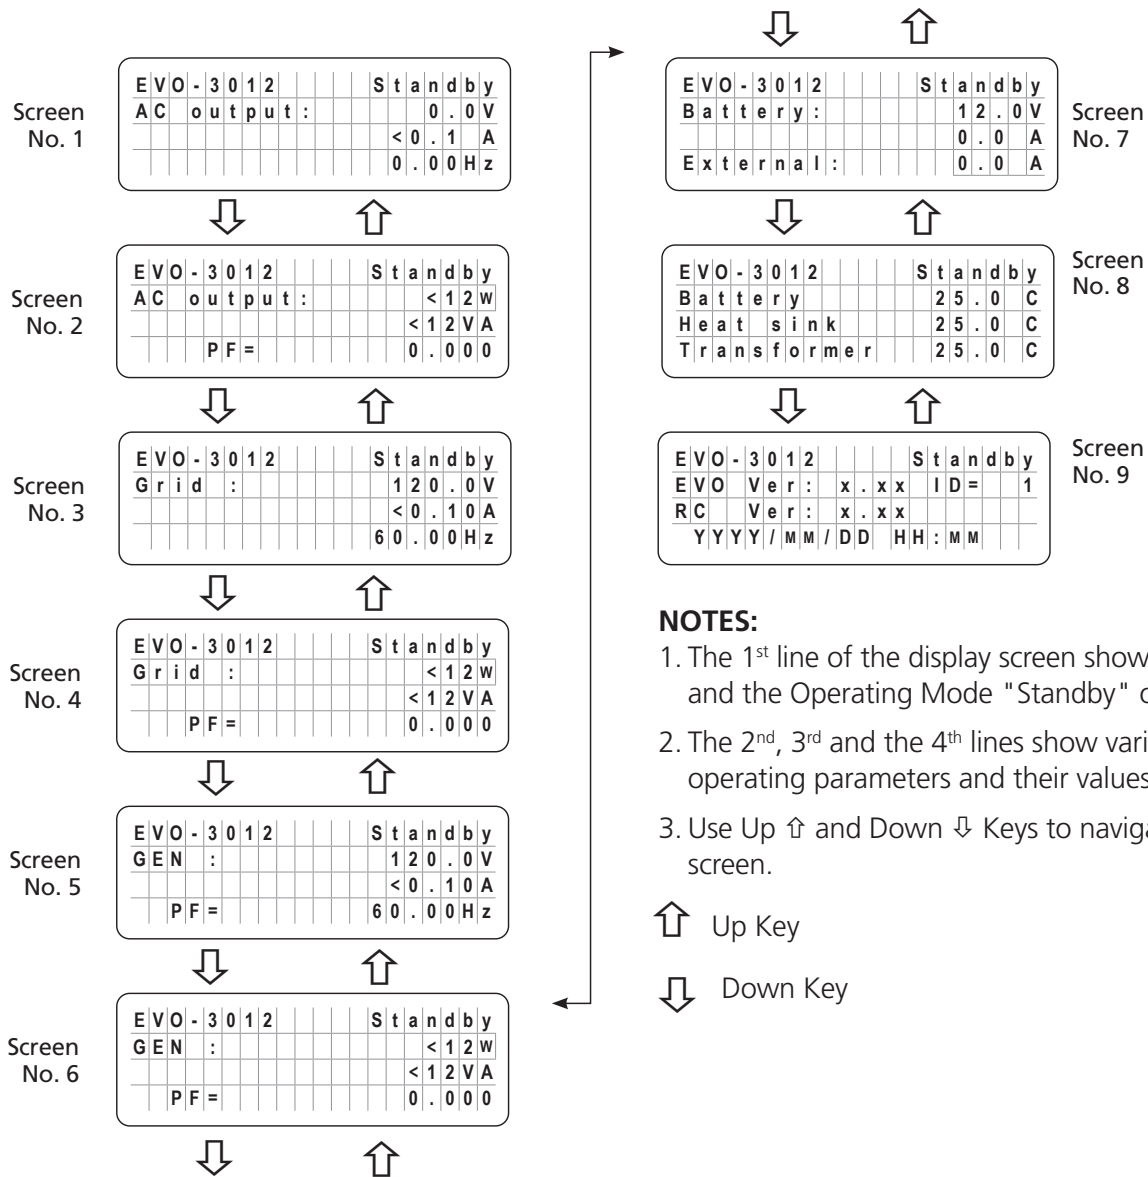 Screen
No. 1
EVO-3012 Standby
AC output: 0.0V
<0.1 A
0.00Hz
Screen
No. 2
EVO-3012 Standby
AC output: <12W
<12VA
PF= 0.000
Screen
No. 3
EVO-3012 Standby
Grid : 120.0V
<0.10A
60.00Hz
Screen
No. 4
EVO-3012 Standby
Grid : <12W
<12VA
PF= 0.000
Screen
No. 5
EVO-3012 Standby
GEN : 120.0V
<0.10A
PF= 60.00Hz
Screen
No. 6
EVO-3012 Standby
GEN : <12W
<12VA
PF= 0.000
Screen
No. 7
EVO-3012 Standby
Battery: 12.0V
0.0 A
External: 0.0 A
Screen
No. 8
EVO-3012 Standby
Battery 25.0 C
Heat sink 25.0 C
Transformer 25.0 C
Screen
No. 9
EVO-3012 Standby
EVO Ver: x.xx ID= 1
RC Ver: x.xx
YYYY/MM/DD HH:MM
NOTES:
1. The 1st line of the display screen show
and the Operating Mode "Standby"
2. The 2nd, 3rd and the 4th lines show vari
operating parameters and their values
3. Use Up ⇧ and Down ⇩ Keys to naviga
screen.
⇧ Up Key
⇩ Down Key